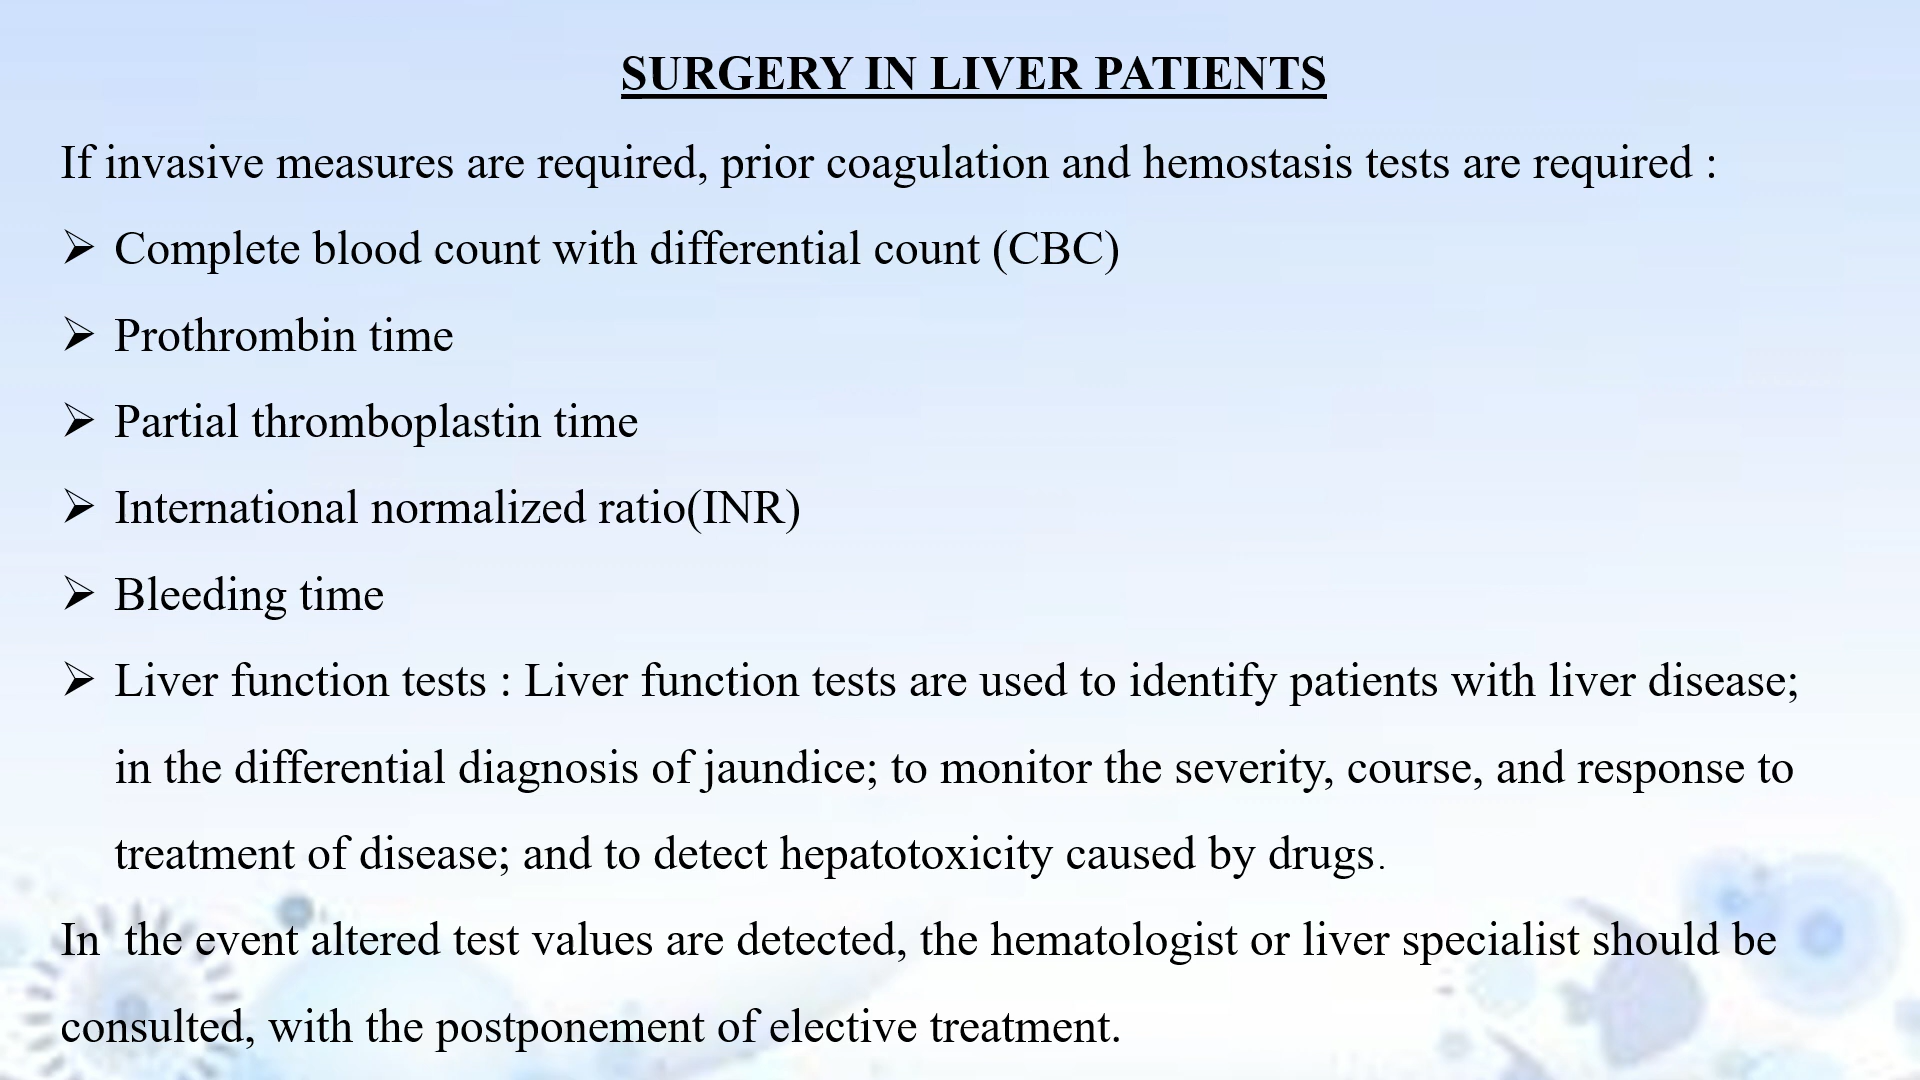 SURGERY IN LIVER PATIENTS
If invasive measures are required, prior coagulation and hemostasis tests are required :
➢ Complete blood count with differential count (CBC)
➢ Prothrombin time
➢ Partial thromboplastin time
➢ International normalized ratio(INR)
➢ Bleeding time
➢ Liver function tests : Liver function tests are used to identify patients with liver disease;
in the differential diagnosis of jaundice; to monitor the severity, course, and response to
treatment of disease; and to detect hepatotoxicity caused by drugs.
In  the event altered test values are detected, the hematologist or liver specialist should be
consulted, with the postponement of elective treatment.